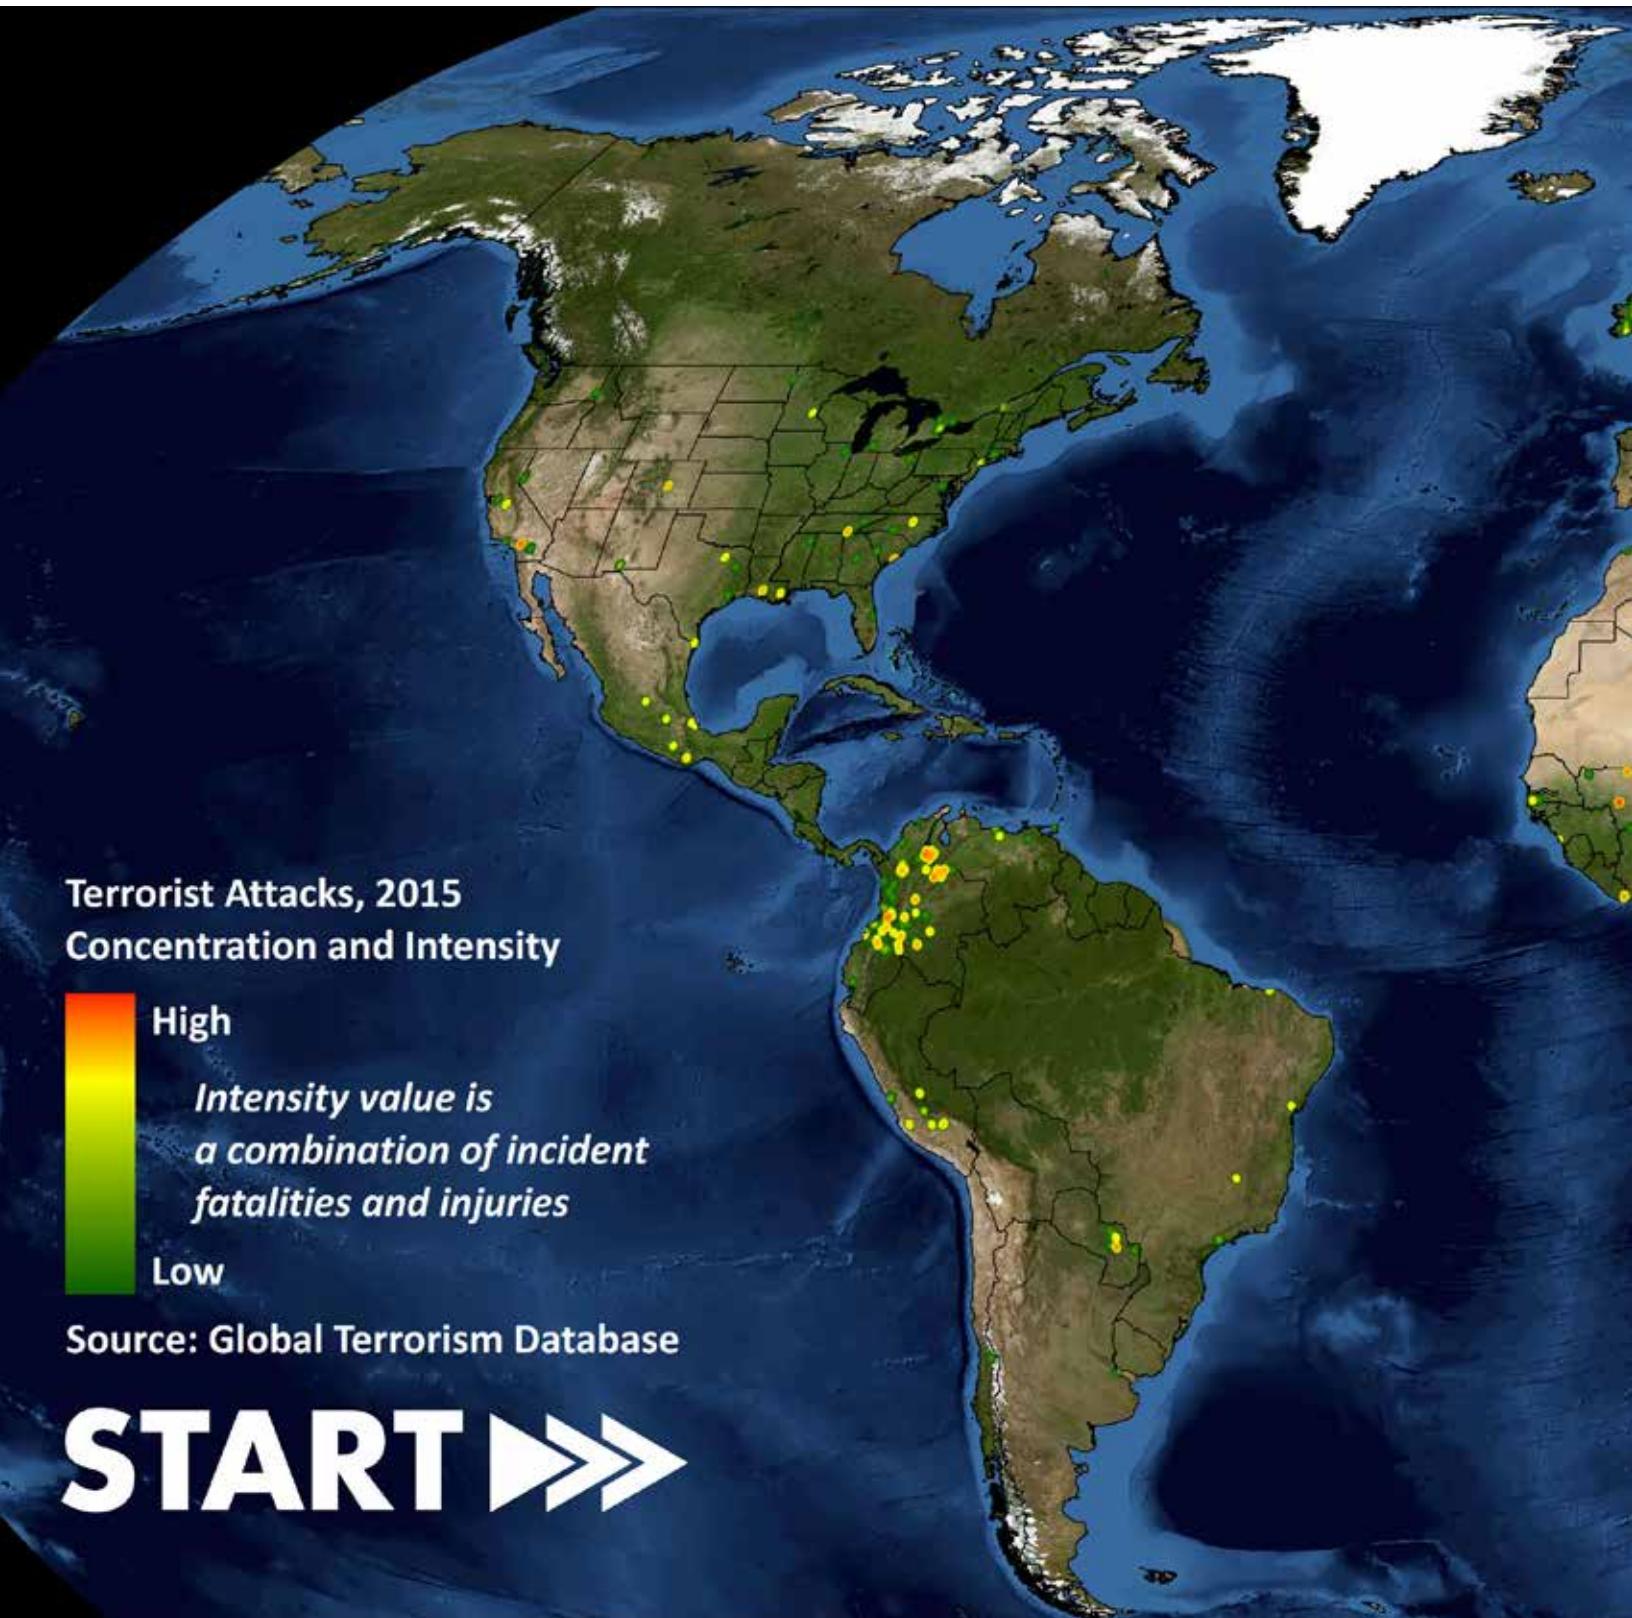 Terrorist Attacks, 2015
Concentration and Intensity
High
Intensity value is
a combination of incident
fatalities and injuries
Low
Source: Global Terrorism Database
START